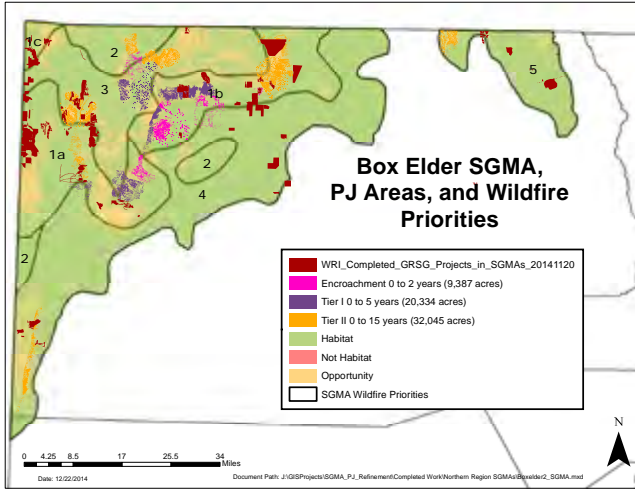 1c
2
3
1b
5
1a
2
4
2
Box Elder SGMA,
PJ Areas, and Wildfire
Priorities
WRI_Completed_GRSG_Projects_in_SGMAs_20141120
Encroachment 0 to 2 years (9,387 acres)
Tier I 0 to 5 years (20,334 acres)
Tier II 0 to 15 years (32,045 acres)
Habitat
Not Habitat
Opportunity
SGMA Wildfire Priorities
N
0 4.25 8.5 17 25.5 34
Miles
Date: 12/22/2014
Document Path: J:\GISProjects\SGMA_PJ_Refinement\Completed Work\Northern Region SGMAs\Boxelder2_SGMA.mxd